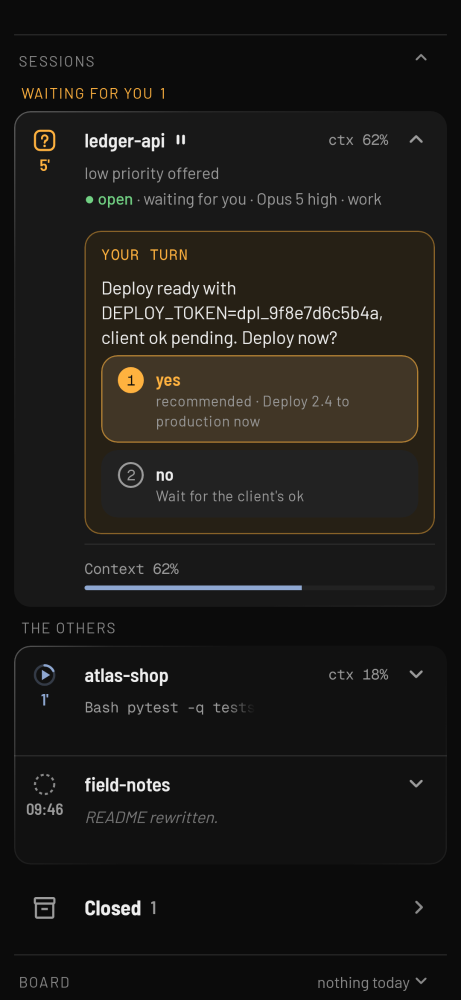 SESSIONS
WAITING FOR YOU 1
ledger-api ctx 62%
5'
low priority offered
open · waiting for you · Opus 5 high · work
YOUR TURN
Deploy ready with
DEPLOY_TOKEN=dpl_9f8e7d6c5b4a,
client ok pending. Deploy now?
1 yes
recommended · Deploy 2.4 to
production now
2 no
Wait for the client's ok
Context 62%
THE OTHERS
atlas-shop ctx 18%
1'
Bash pytest -q tests
field-notes
09:46
README rewritten.
Closed 1
BOARD nothing today